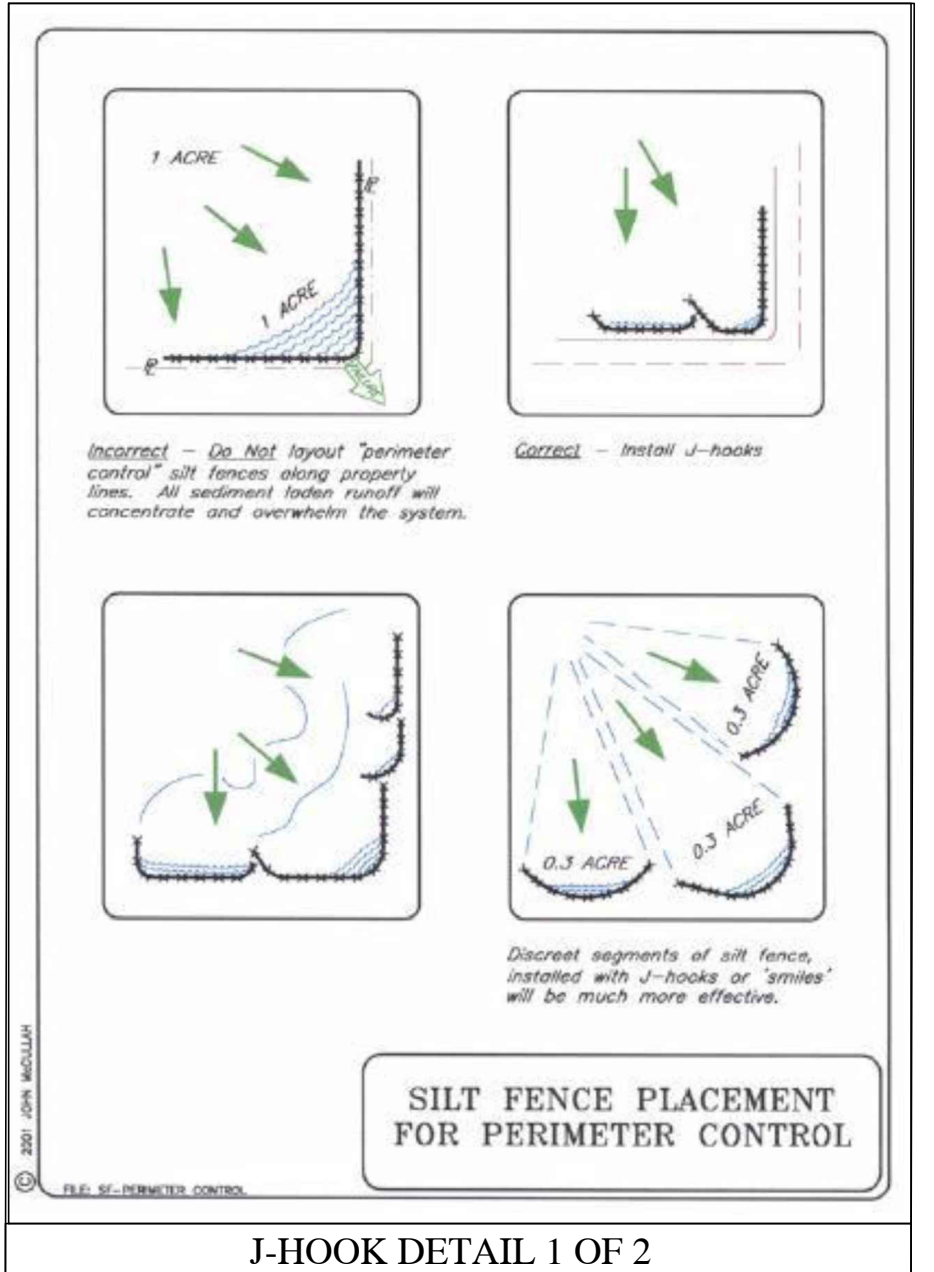 1 ACRE
PL
1 ACRE
PL
FAILURE
Incorrect – Do Not layout "perimeter
control" silt fences along property
lines. All sediment laden runoff will
concentrate and overwhelm the system.
Correct – Install J-hooks
0.3 ACRE
0.3 ACRE
0.3 ACRE
Discreet segments of silt fence,
installed with J-hooks or 'smiles'
will be much more effective.
SILT FENCE PLACEMENT
FOR PERIMETER CONTROL
© 2001 JOHN McCULLAH
FILE: SF-PERIMETER CONTROL
J-HOOK DETAIL 1 OF 2